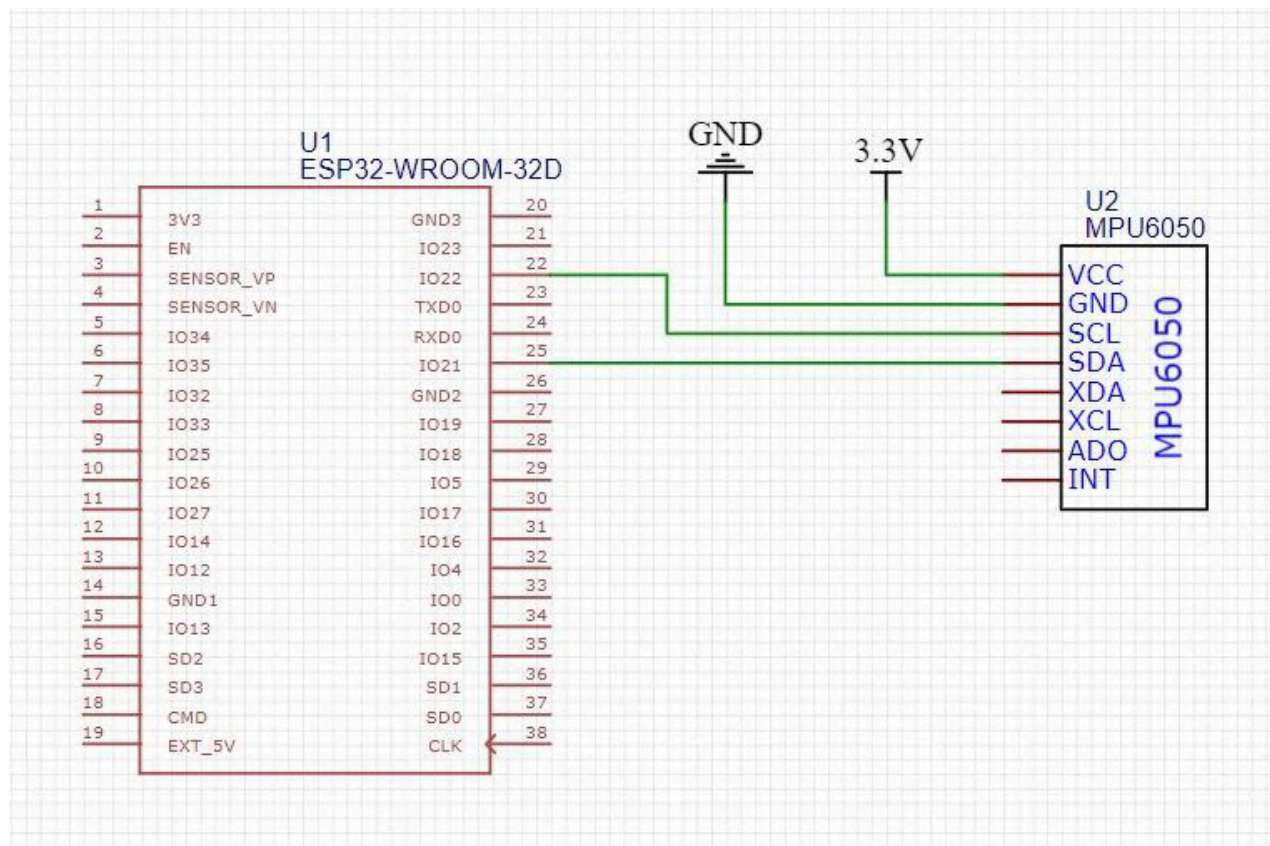 GND
3.3V
U1
ESP32-WROOM-32D
U2
MPU6050
1 3V3 GND3 20
2 EN IO23 21
3 SENSOR_VP IO22 22
4 SENSOR_VN TXD0 23
5 IO34 RXD0 24
6 IO35 IO21 25
7 IO32 GND2 26
8 IO33 IO19 27
9 IO25 IO18 28
10 IO26 IO5 29
11 IO27 IO17 30
12 IO14 IO16 31
13 IO12 IO4 32
14 GND1 IO0 33
15 IO13 IO2 34
16 SD2 IO15 35
17 SD3 SD1 36
18 CMD SD0 37
19 EXT_5V CLK 38
VCC
GND
SCL
SDA
XDA
XCL
ADO
INT
MPU6050